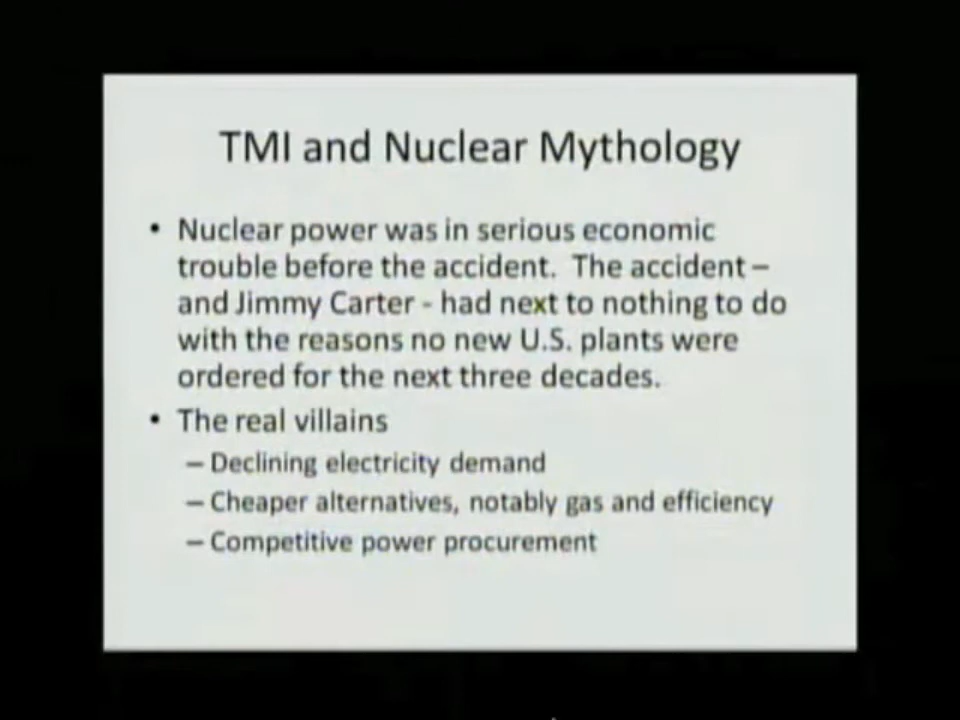 TMI and Nuclear Mythology
• Nuclear power was in serious economic
trouble before the accident.  The accident –
and Jimmy Carter - had next to nothing to do
with the reasons no new U.S. plants were
ordered for the next three decades.
• The real villains
– Declining electricity demand
– Cheaper alternatives, notably gas and efficiency
– Competitive power procurement